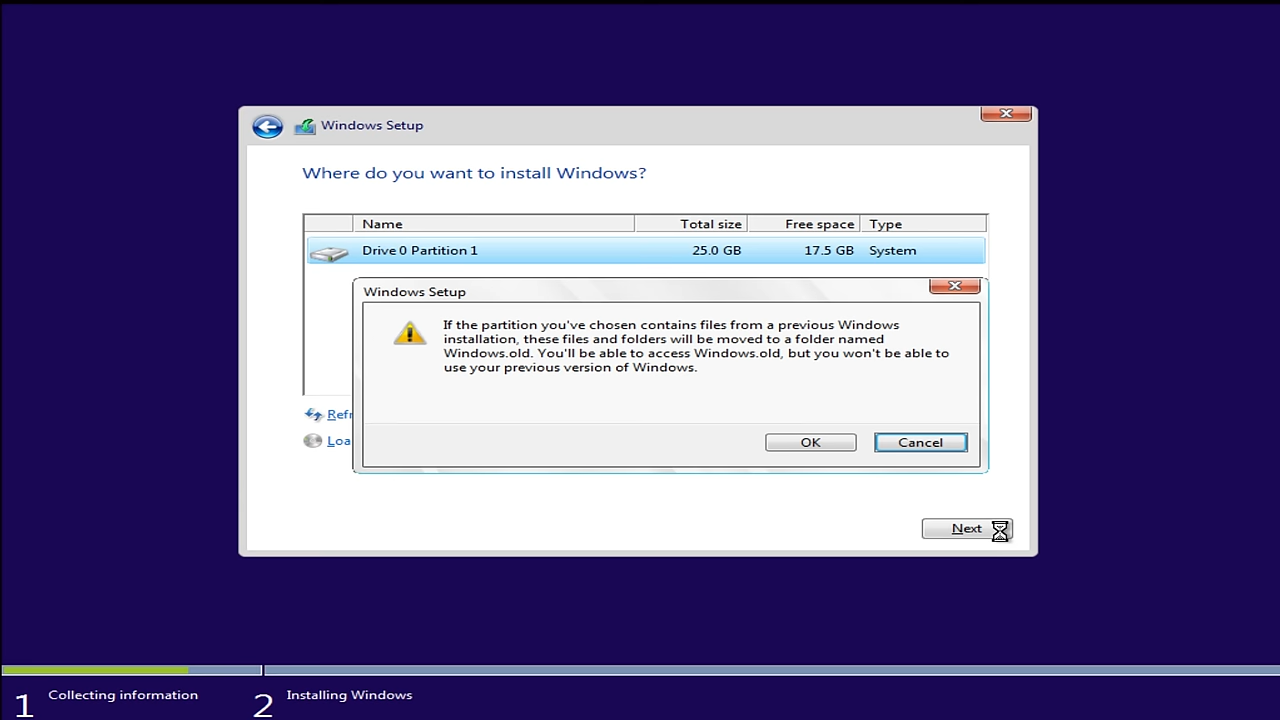 Windows Setup
Where do you want to install Windows?
Name Total size Free space Type
Drive 0 Partition 1 25.0 GB 17.5 GB System
Windows Setup
If the partition you've chosen contains files from a previous Windows
installation, these files and folders will be moved to a folder named
Windows.old. You'll be able to access Windows.old, but you won't be able to
use your previous version of Windows.
Refr
Loa
OK Cancel
Next
1 Collecting information 2 Installing Windows